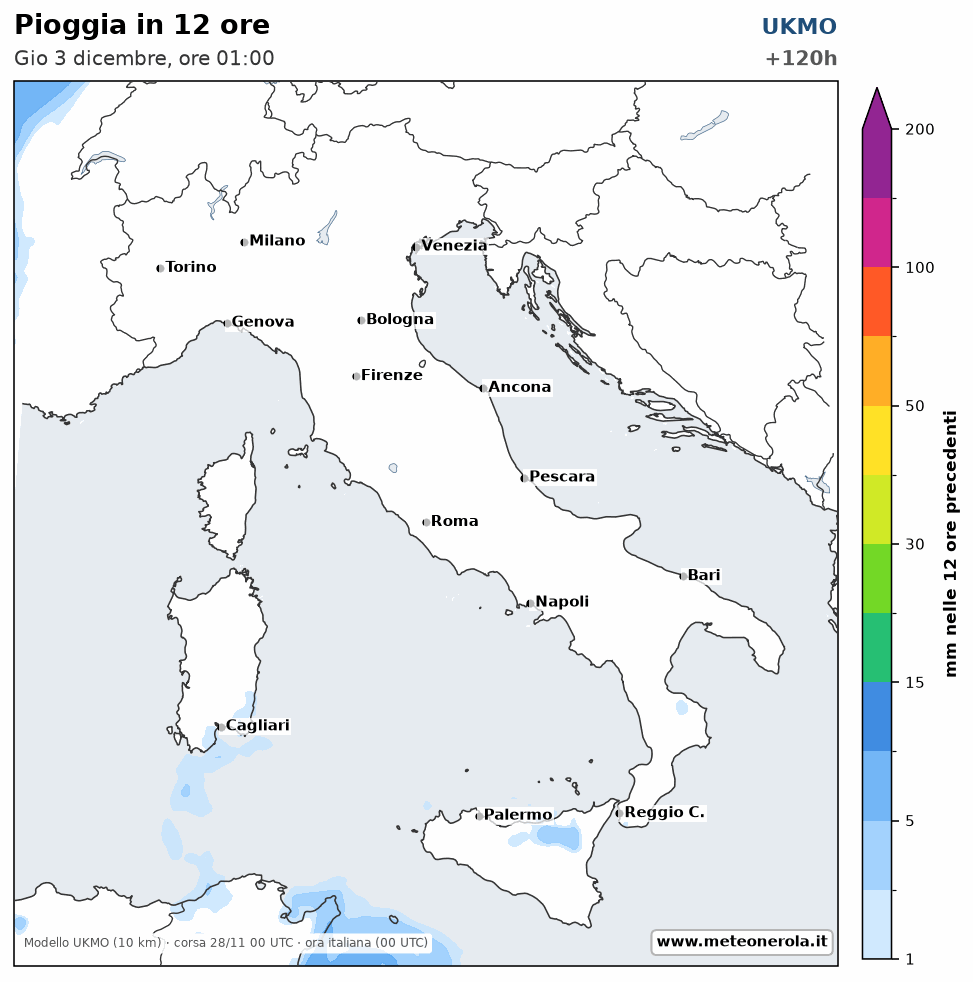 Pioggia in 12 ore
UKMO
Gio 3 dicembre, ore 01:00
+120h
200
Milano
Venezia
Torino
100
Genova
Bologna
Firenze
Ancona
50
Pescara
Roma
30
Bari
Napoli
mm nelle 12 ore precedenti
15
Cagliari
Palermo
Reggio C.
5
Modello UKMO (10 km) · corsa 28/11 00 UTC · ora italiana (00 UTC)
www.meteonerola.it
1